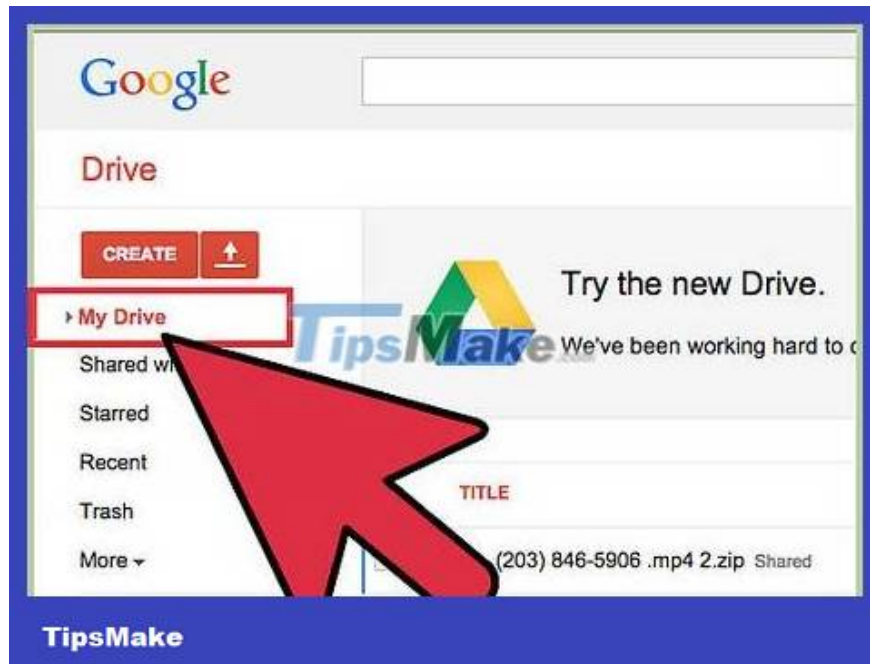 Google
Drive
CREATE
My Drive
Shared
Starred
Recent
Trash
More
Try the new Drive.
We've been working hard to
TITLE
(203) 846-5906 .mp4 2.zip Shared
TipsMake.com
TipsMake